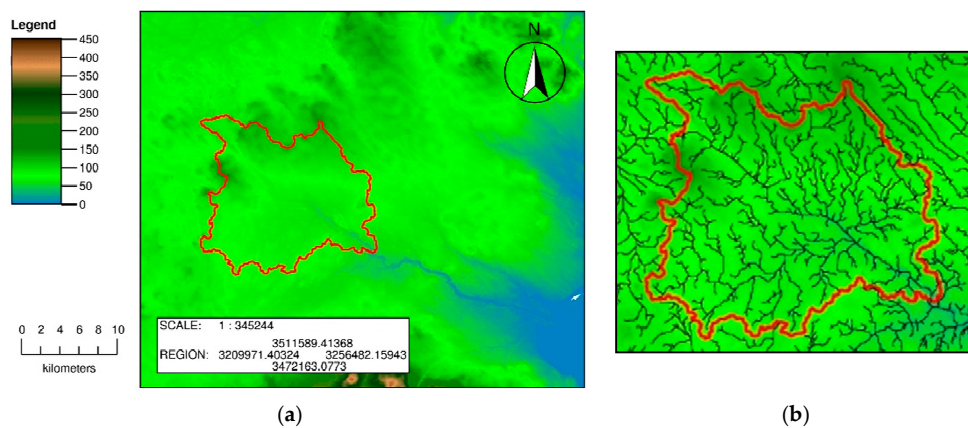 Legend
450
400
350
300
250
200
150
100
50
0
0 2 4 6 8 10
kilometers
N
SCALE: 1 : 345244
3511589.41368
REGION: 3209971.40324 3256482.15943
3472163.0773
(a)
(b)